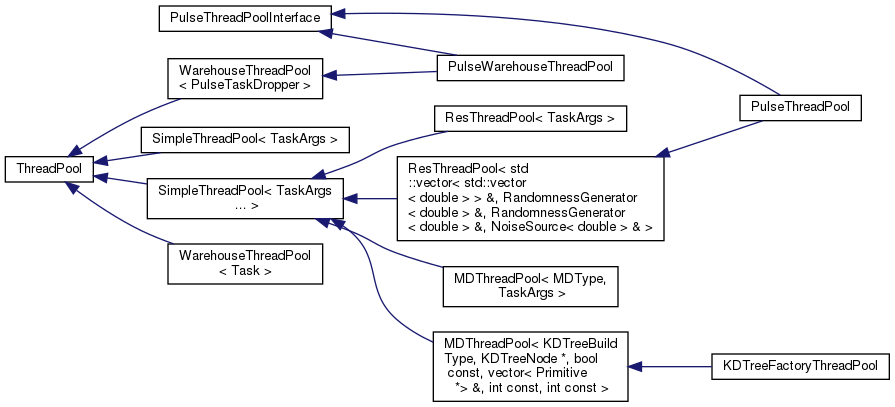 PulseThreadPoolInterface
WarehouseThreadPool
< PulseTaskDropper >
PulseWarehouseThreadPool
PulseThreadPool
ResThreadPool< TaskArgs >
SimpleThreadPool< TaskArgs >
ThreadPool
SimpleThreadPool< TaskArgs
... >
ResThreadPool< std
::vector< std::vector
< double > > &, RandomnessGenerator
< double > &, RandomnessGenerator
< double > &, NoiseSource< double > & >
WarehouseThreadPool
< Task >
MDThreadPool< MDType,
TaskArgs >
MDThreadPool< KDTreeBuild
Type, KDTreeNode *, bool
const, vector< Primitive
*> &, int const, int const >
KDTreeFactoryThreadPool